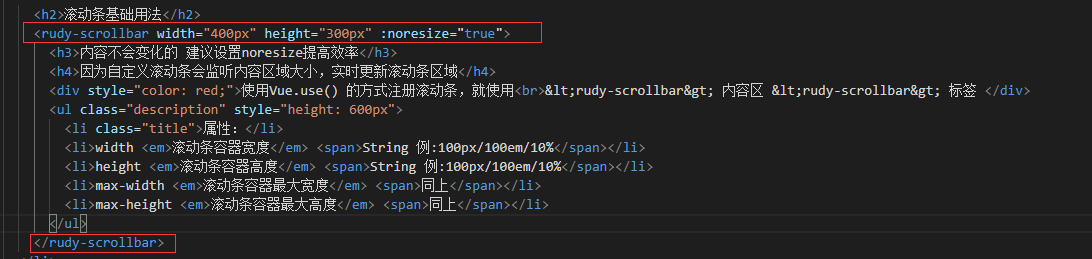 <h2>滚动条基础用法</h2>
<rudy-scrollbar width="400px" height="300px" :noresize="true">
<h3>内容不会变化的 建议设置noresize提高效率</h3>
<h4>因为自定义滚动条会监听内容区域大小，实时更新滚动条区域</h4>
<div style="color: red;">使用Vue.use() 的方式注册滚动条，就使用<br>&lt;rudy-scrollbar&gt; 内容区 &lt;rudy-scrollbar&gt; 标签 </div>
<ul class="description" style="height: 600px">
<li class="title">属性：</li>
<li>width <em>滚动条容器宽度</em> <span>String 例:100px/100em/10%</span></li>
<li>height <em>滚动条容器高度</em> <span>String 例:100px/100em/10%</span></li>
<li>max-width <em>滚动条容器最大宽度</em> <span>同上</span></li>
<li>max-height <em>滚动条容器最大高度</em> <span>同上</span></li>
</ul>
</rudy-scrollbar>
</li>